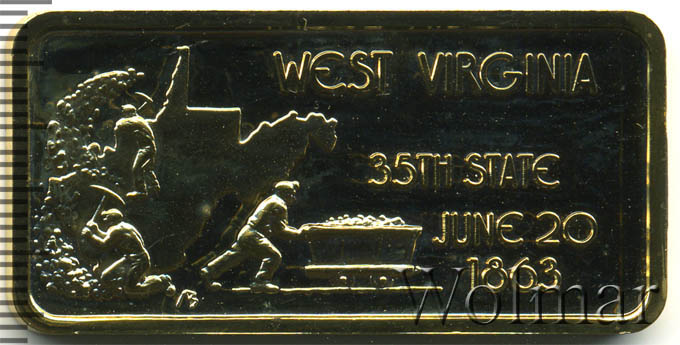 WEST VIRGINIA
35TH STATE
JUNE 20
1863
Wolmar